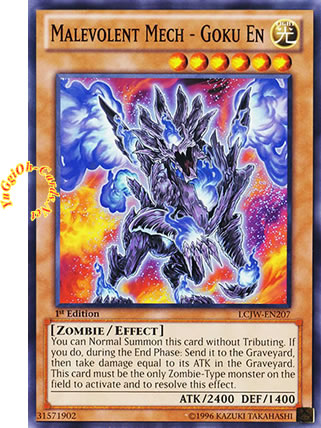 MALEVOLENT MECH - GOKU EN
光
YuGgiOh-Cards.Net
1st Edition
LCJW-EN207
[ZOMBIE / EFFECT]
You can Normal Summon this card without Tributing. If
you do, during the End Phase: Send it to the Graveyard,
then take damage equal to its ATK in the Graveyard.
This card must be the only Zombie-Type monster on the
field to activate and to resolve this effect.
ATK/2400 DEF/1400
31571902
©1996 KAZUKI TAKAHASHI